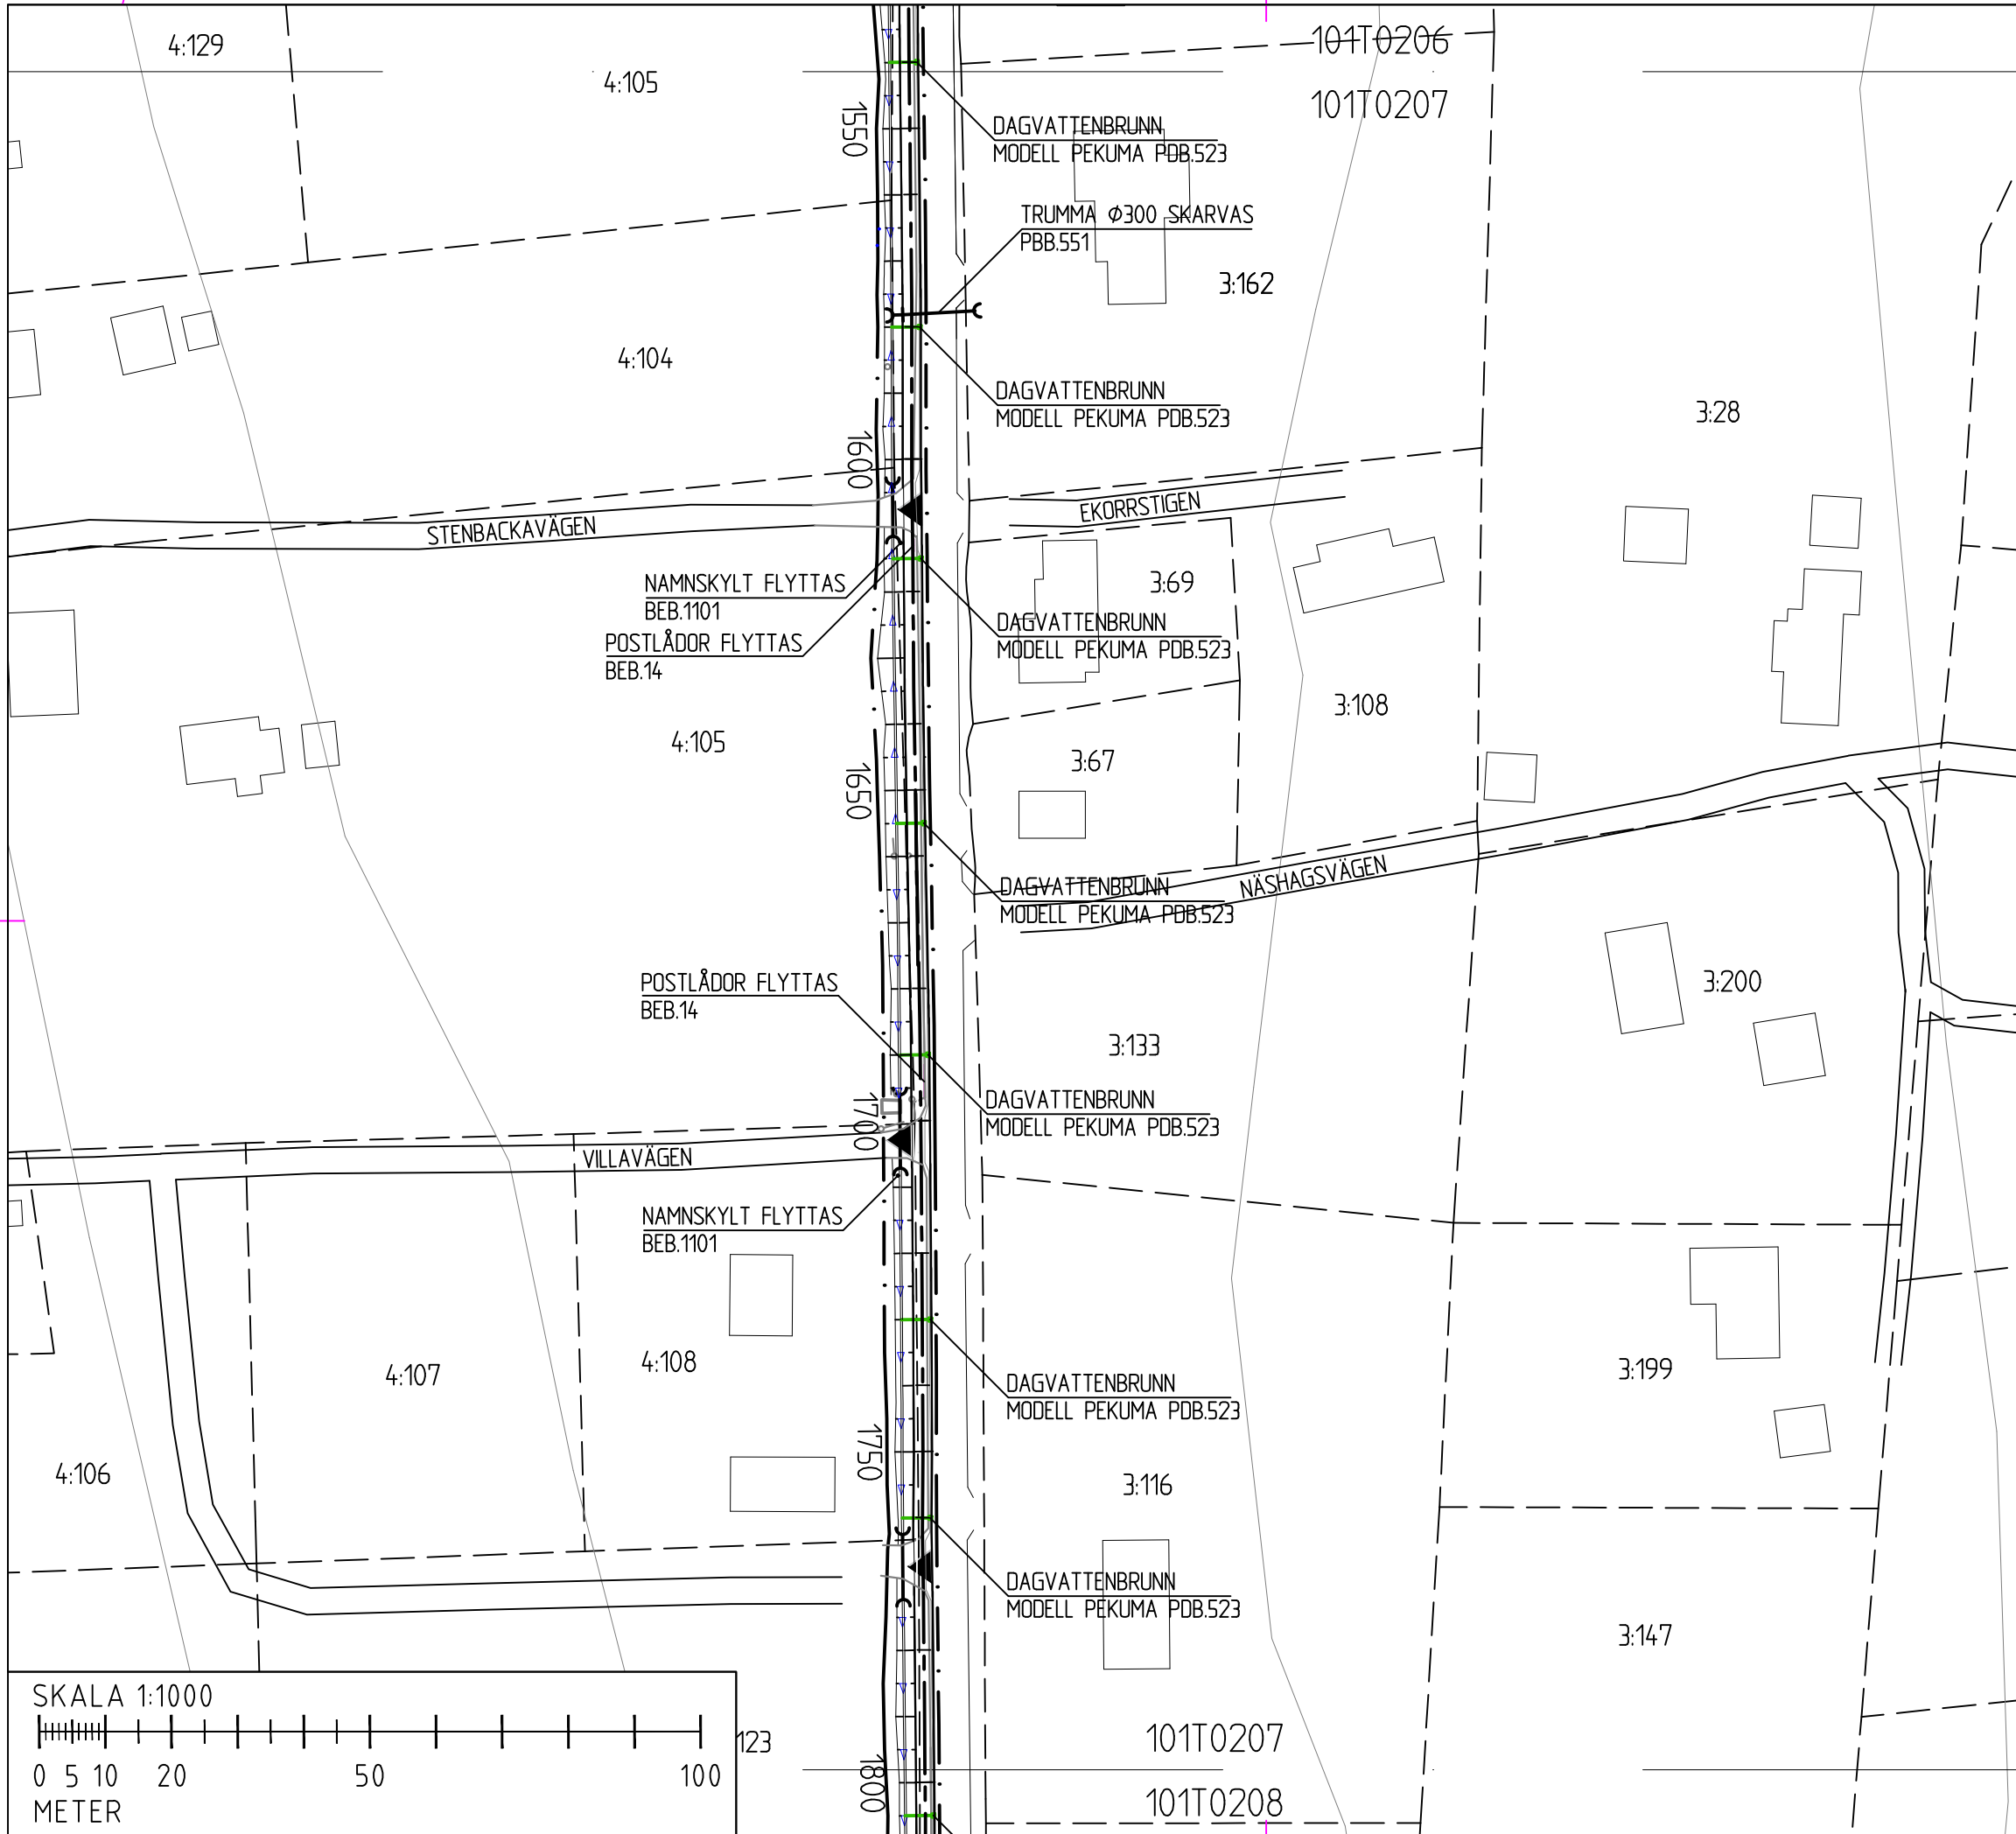 4:129
4:105
101T0206
101T0207
1550
DAGVATTENBRUNN
MODELL PEKUMA PDB.523
TRUMMA Ø300 SKARVAS
PBB.551
3:162
4:104
DAGVATTENBRUNN
MODELL PEKUMA PDB.523
3:28
1600
EKORRSTIGEN
STENBACKAVÄGEN
NAMNSKYLT FLYTTAS
BEB.1101
3:69
POSTLÅDOR FLYTTAS
BEB.14
DAGVATTENBRUNN
MODELL PEKUMA PDB.523
3:108
4:105
3:67
1650
NÄSHAGSVÄGEN
DAGVATTENBRUNN
MODELL PEKUMA PDB.523
POSTLÅDOR FLYTTAS
BEB.14
3:200
3:133
DAGVATTENBRUNN
MODELL PEKUMA PDB.523
1700
VILLAVÄGEN
NAMNSKYLT FLYTTAS
BEB.1101
4:107
4:108
DAGVATTENBRUNN
MODELL PEKUMA PDB.523
3:199
1750
4:106
3:116
DAGVATTENBRUNN
MODELL PEKUMA PDB.523
3:147
SKALA 1:1000
0 5 10 20 50 100
METER
123
101T0207
101T0208
1800